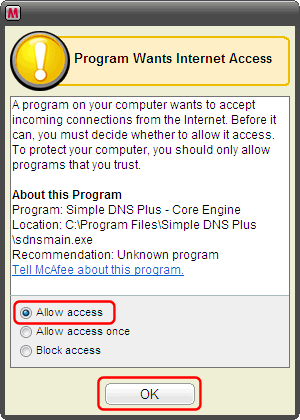 M
Program Wants Internet Access
A program on your computer wants to accept
incoming connections from the Internet. Before it
can, you must decide whether to allow it access.
To protect your computer, you should only allow
programs that you trust.
About this Program
Program: Simple DNS Plus - Core Engine
Location: C:\Program Files\Simple DNS Plus
\sdnsmain.exe
Recommendation: Unknown program
Tell McAfee about this program.
Allow access
Allow access once
Block access
OK